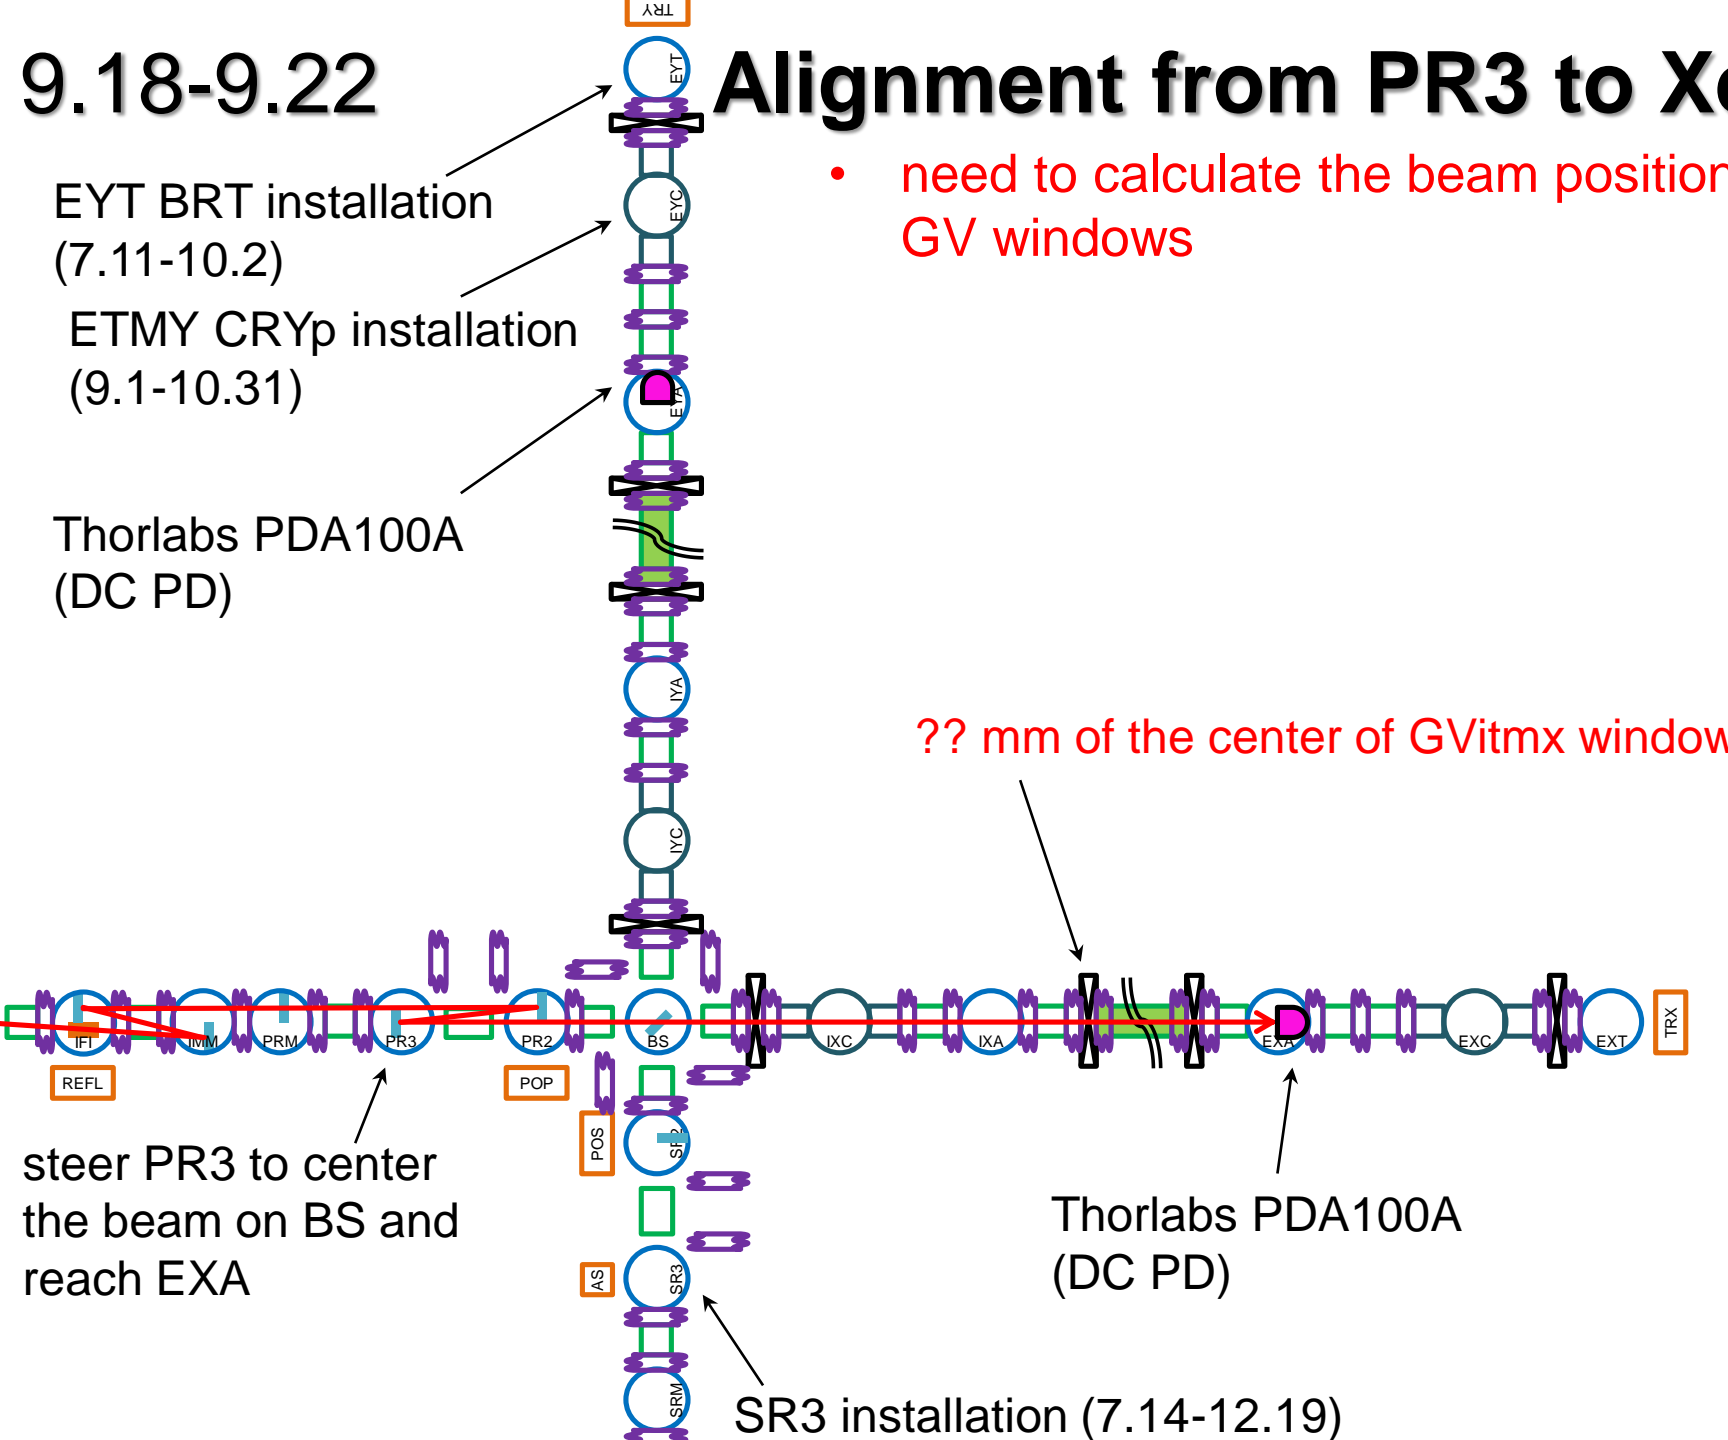 TRY
9.18-9.22
Alignment from PR3 to X
need to calculate the beam position
GV windows
EYT
EYT BRT installation
(7.11-10.2)
EYC
ETMY CRYp installation
(9.1-10.31)
EYA
Thorlabs PDA100A
(DC PD)
IYA
?? mm of the center of GVitmx window
IYC
IFI
IMM
PRM
PR3
PR2
BS
IXC
IXA
EXA
EXC
EXT
TRX
REFL
POP
POS
SR2
steer PR3 to center
the beam on BS and
reach EXA
Thorlabs PDA100A
(DC PD)
AS
SR3
SRM
SR3 installation (7.14-12.19)